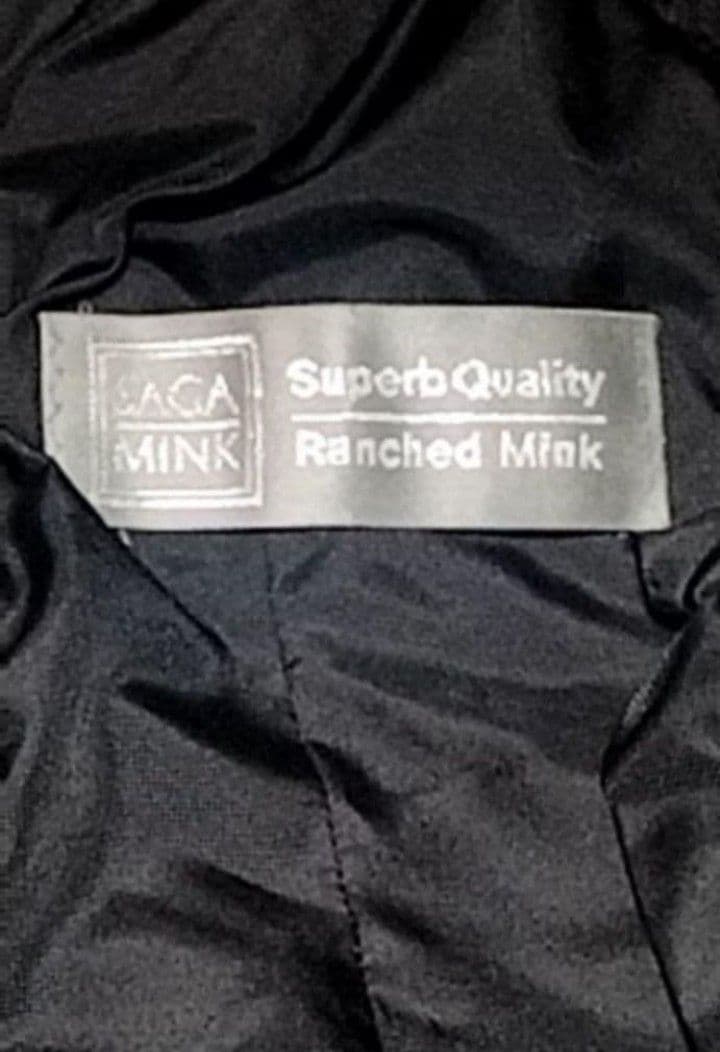 SAGA
MINK
Superb Quality
Ranched Mink